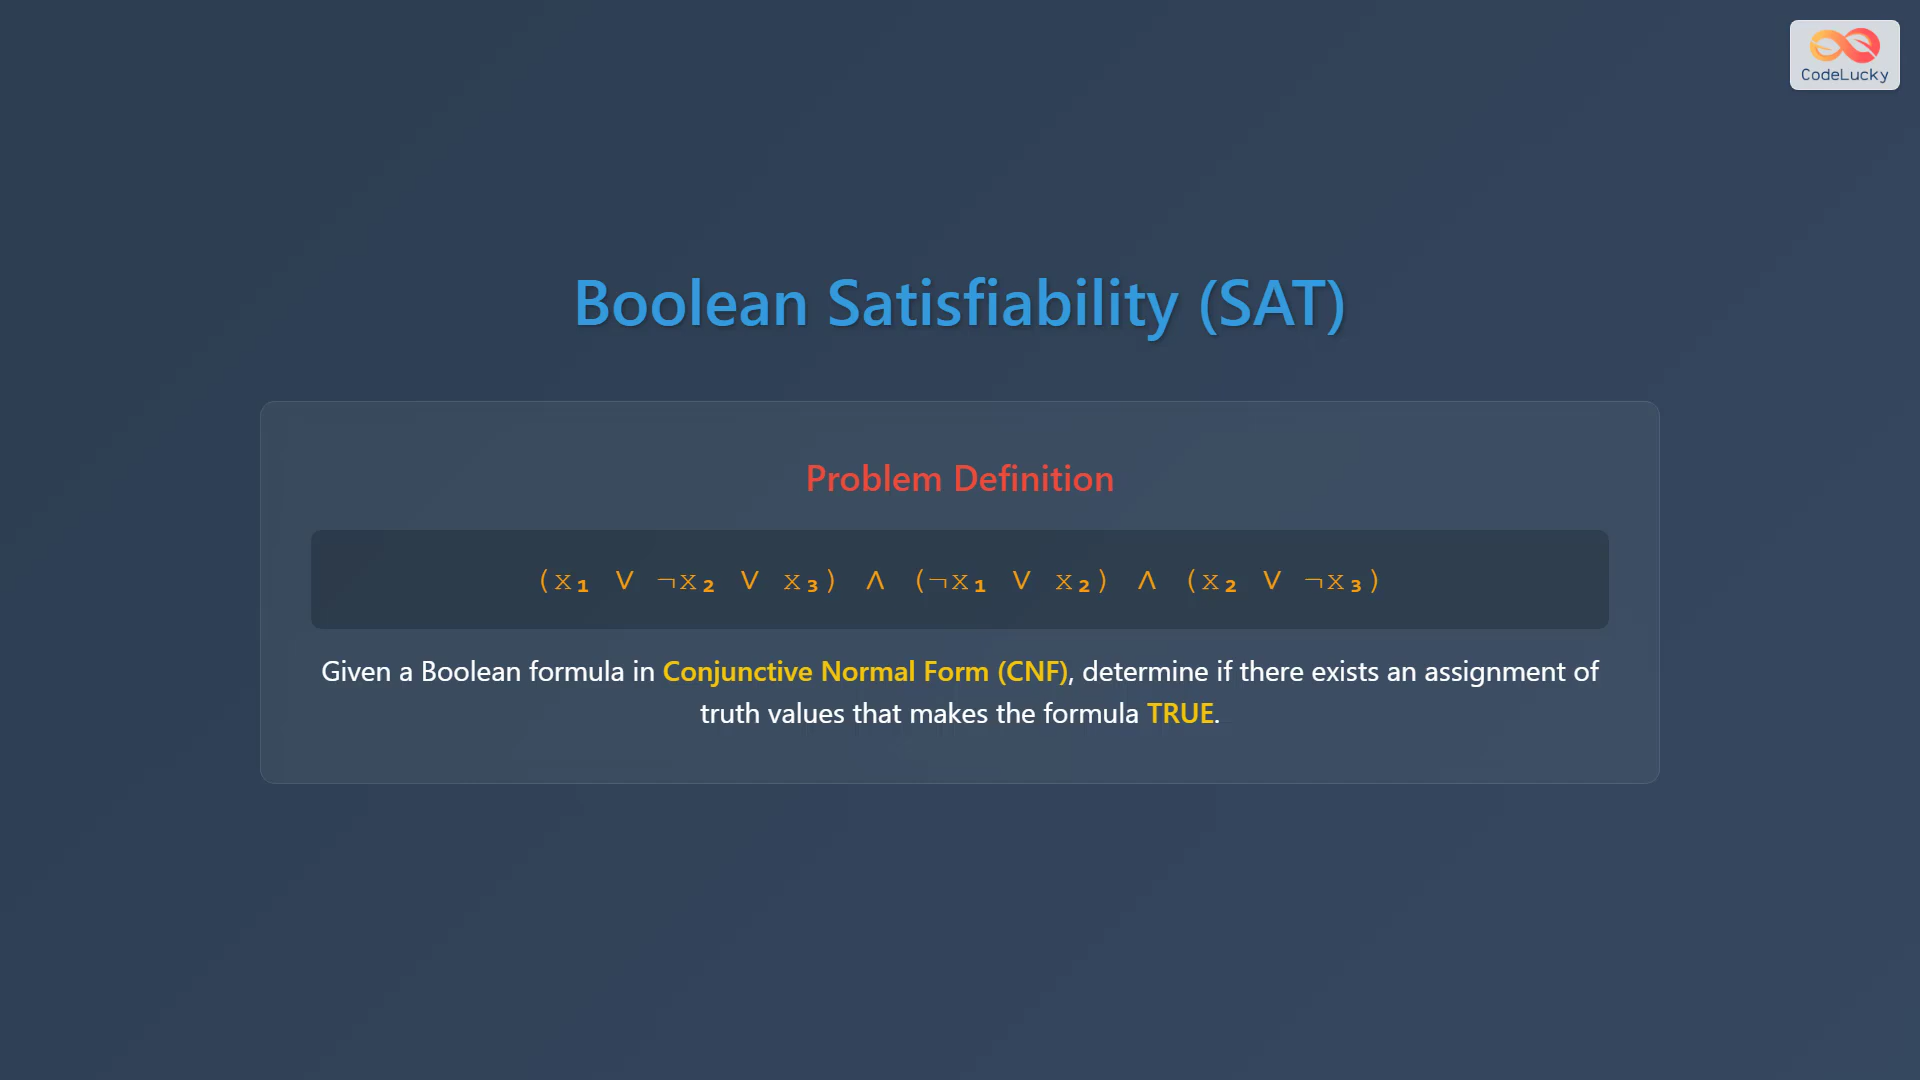 CodeLucky
Boolean Satisfiability (SAT)
Problem Definition
(x₁ ∨ ¬x₂ ∨ x₃) ∧ (¬x₁ ∨ x₂) ∧ (x₂ ∨ ¬x₃)
Given a Boolean formula in Conjunctive Normal Form (CNF), determine if there exists an assignment of
truth values that makes the formula TRUE.